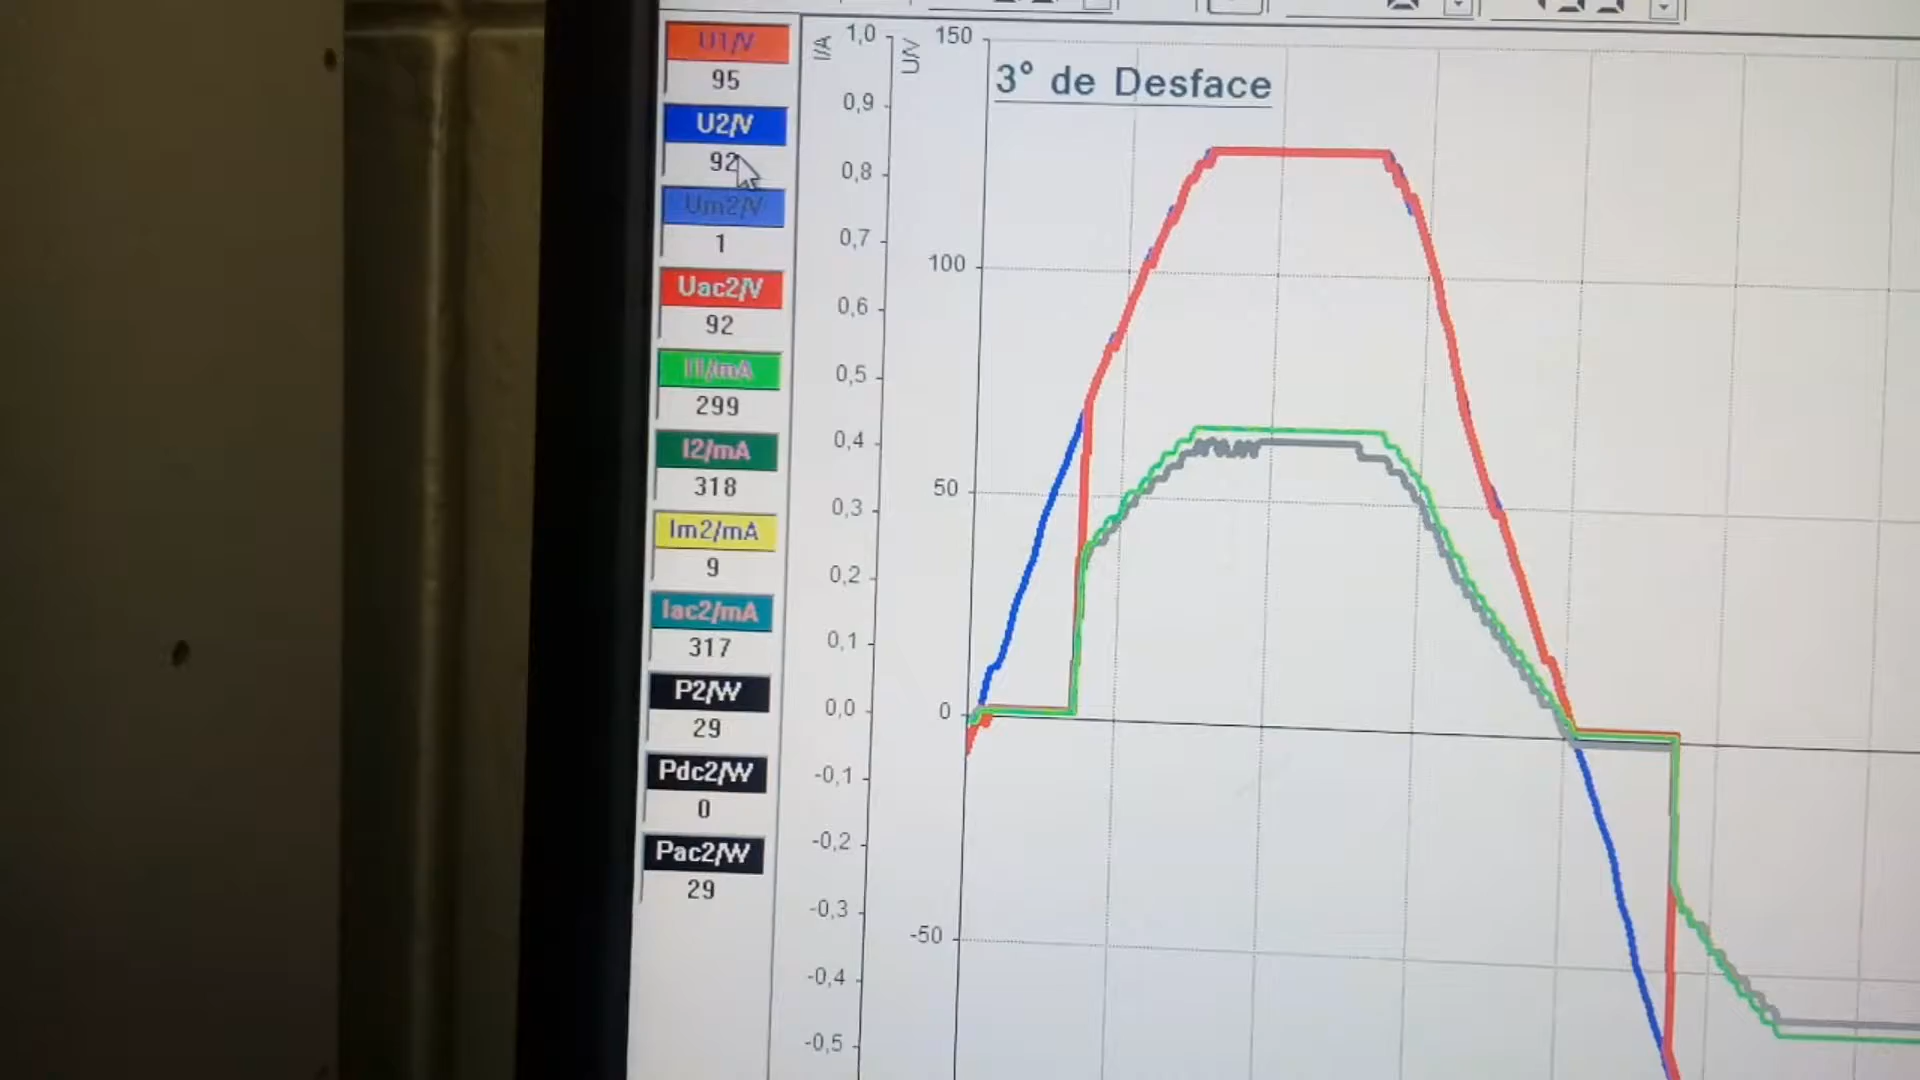 U1/V
95
U2/V
92
Um2/V
1
Uac2/V
92
I1/mA
299
I2/mA
318
Im2/mA
9
Iac2/mA
317
P2/W
29
Pdc2/W
0
Pac2/W
29
I/A
1,0
0,9
0,8
0,7
0,6
0,5
0,4
0,3
0,2
0,1
0,0
-0,1
-0,2
-0,3
-0,4
-0,5
U/V
150
100
50
0
-50
3° de Desface